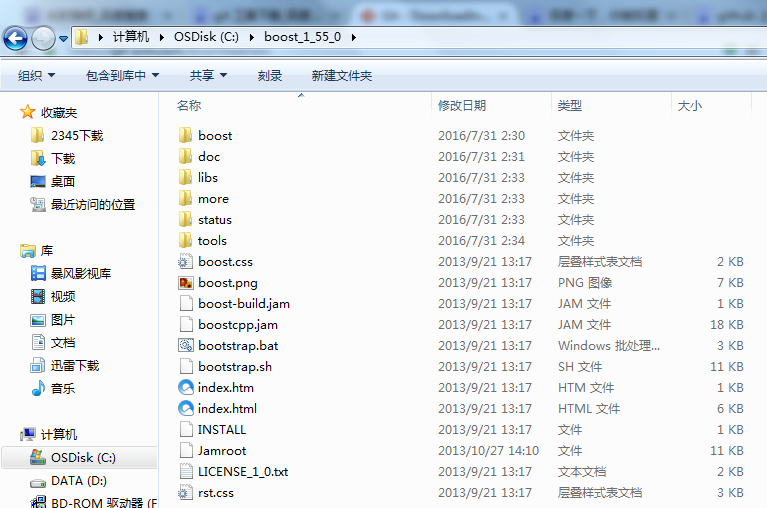 计算机 OSDisk (C:) boost_1_55_0
组织 包含到库中 共享 刻录 新建文件夹
名称 修改日期 类型 大小
收藏夹
2345下载
下载
桌面
最近访问的位置
库
暴风影视库
视频
图片
文档
迅雷下载
音乐
计算机
OSDisk (C:)
DATA (D:)
BD-ROM 驱动器 (F
boost 2016/7/31 2:30 文件夹
doc 2016/7/31 2:31 文件夹
libs 2016/7/31 2:33 文件夹
more 2016/7/31 2:33 文件夹
status 2016/7/31 2:33 文件夹
tools 2016/7/31 2:34 文件夹
boost.css 2013/9/21 13:17 层叠样式表文档 2 KB
boost.png 2013/9/21 13:17 PNG 图像 7 KB
boost-build.jam 2013/9/21 13:17 JAM 文件 1 KB
boostcpp.jam 2013/9/21 13:17 JAM 文件 18 KB
bootstrap.bat 2013/9/21 13:17 Windows 批处理... 3 KB
bootstrap.sh 2013/9/21 13:17 SH 文件 11 KB
index.htm 2013/9/21 13:17 HTM 文件 1 KB
index.html 2013/9/21 13:17 HTML 文件 6 KB
INSTALL 2013/9/21 13:17 文件 1 KB
Jamroot 2013/10/27 14:10 文件 11 KB
LICENSE_1_0.txt 2013/9/21 13:17 文本文档 2 KB
rst.css 2013/9/21 13:17 层叠样式表文档 3 KB